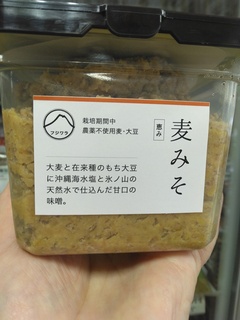 フジワラ
栽培期間中
農薬不使用麦・大豆
恵み
麦みそ
大麦と在来種のもち大豆
に沖縄海水塩と氷ノ山の
天然水で仕込んだ甘口の
味噌。